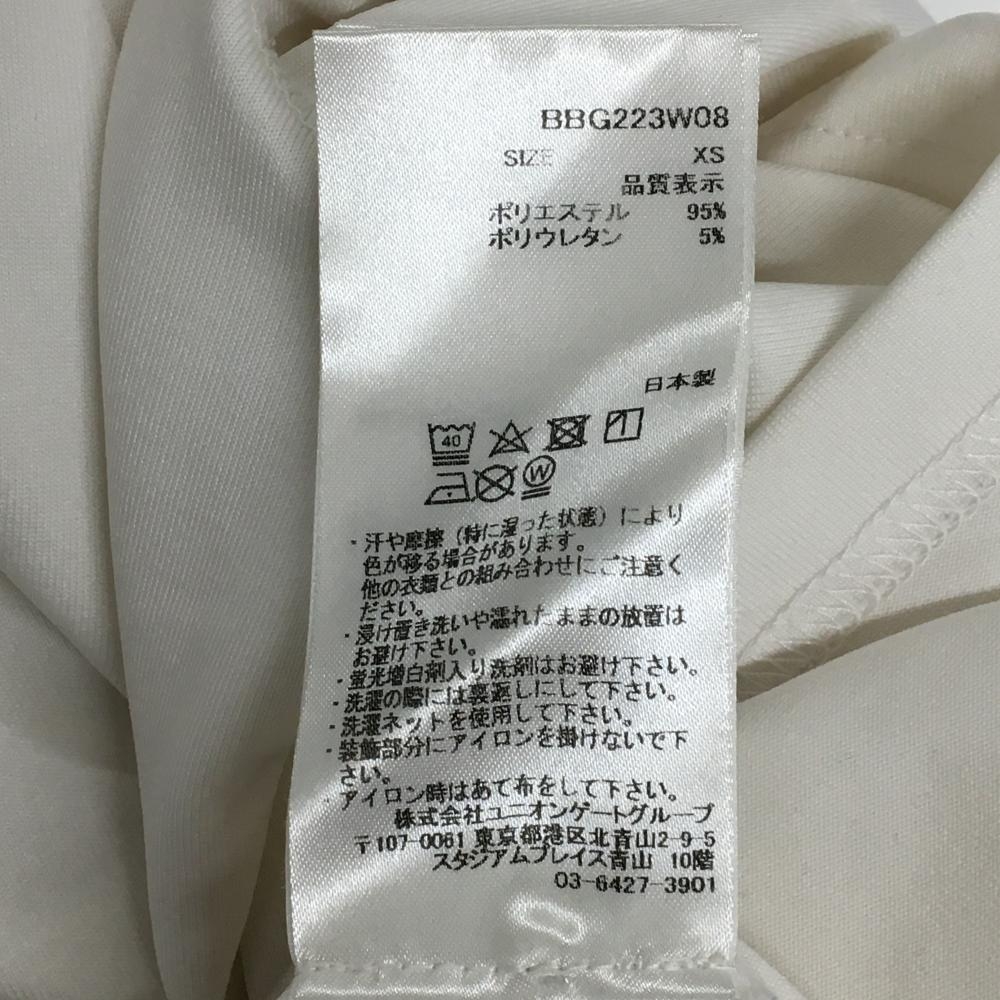 BBG223W08
SIZE XS
品質表示
ポリエステル 95%
ポリウレタン 5%
日本製
40
W
・汗や摩擦（特に湿った状態）により
色が移る場合があります。
他の衣類との組み合わせにご注意く
ださい。
・浸け置き洗いや濡れたままの放置は
お避け下さい。
・蛍光増白剤入り洗剤はお避け下さい。
・洗濯の際には裏返しにして下さい。
・洗濯ネットを使用して下さい。
・装飾部分にアイロンを掛けないで下
さい。
・アイロン時はあて布をして下さい。
株式会社ユニオンゲートグループ
〒107-0061 東京都港区北青山2-9-5
スタジアムプレイス青山 10階
03-6427-3901